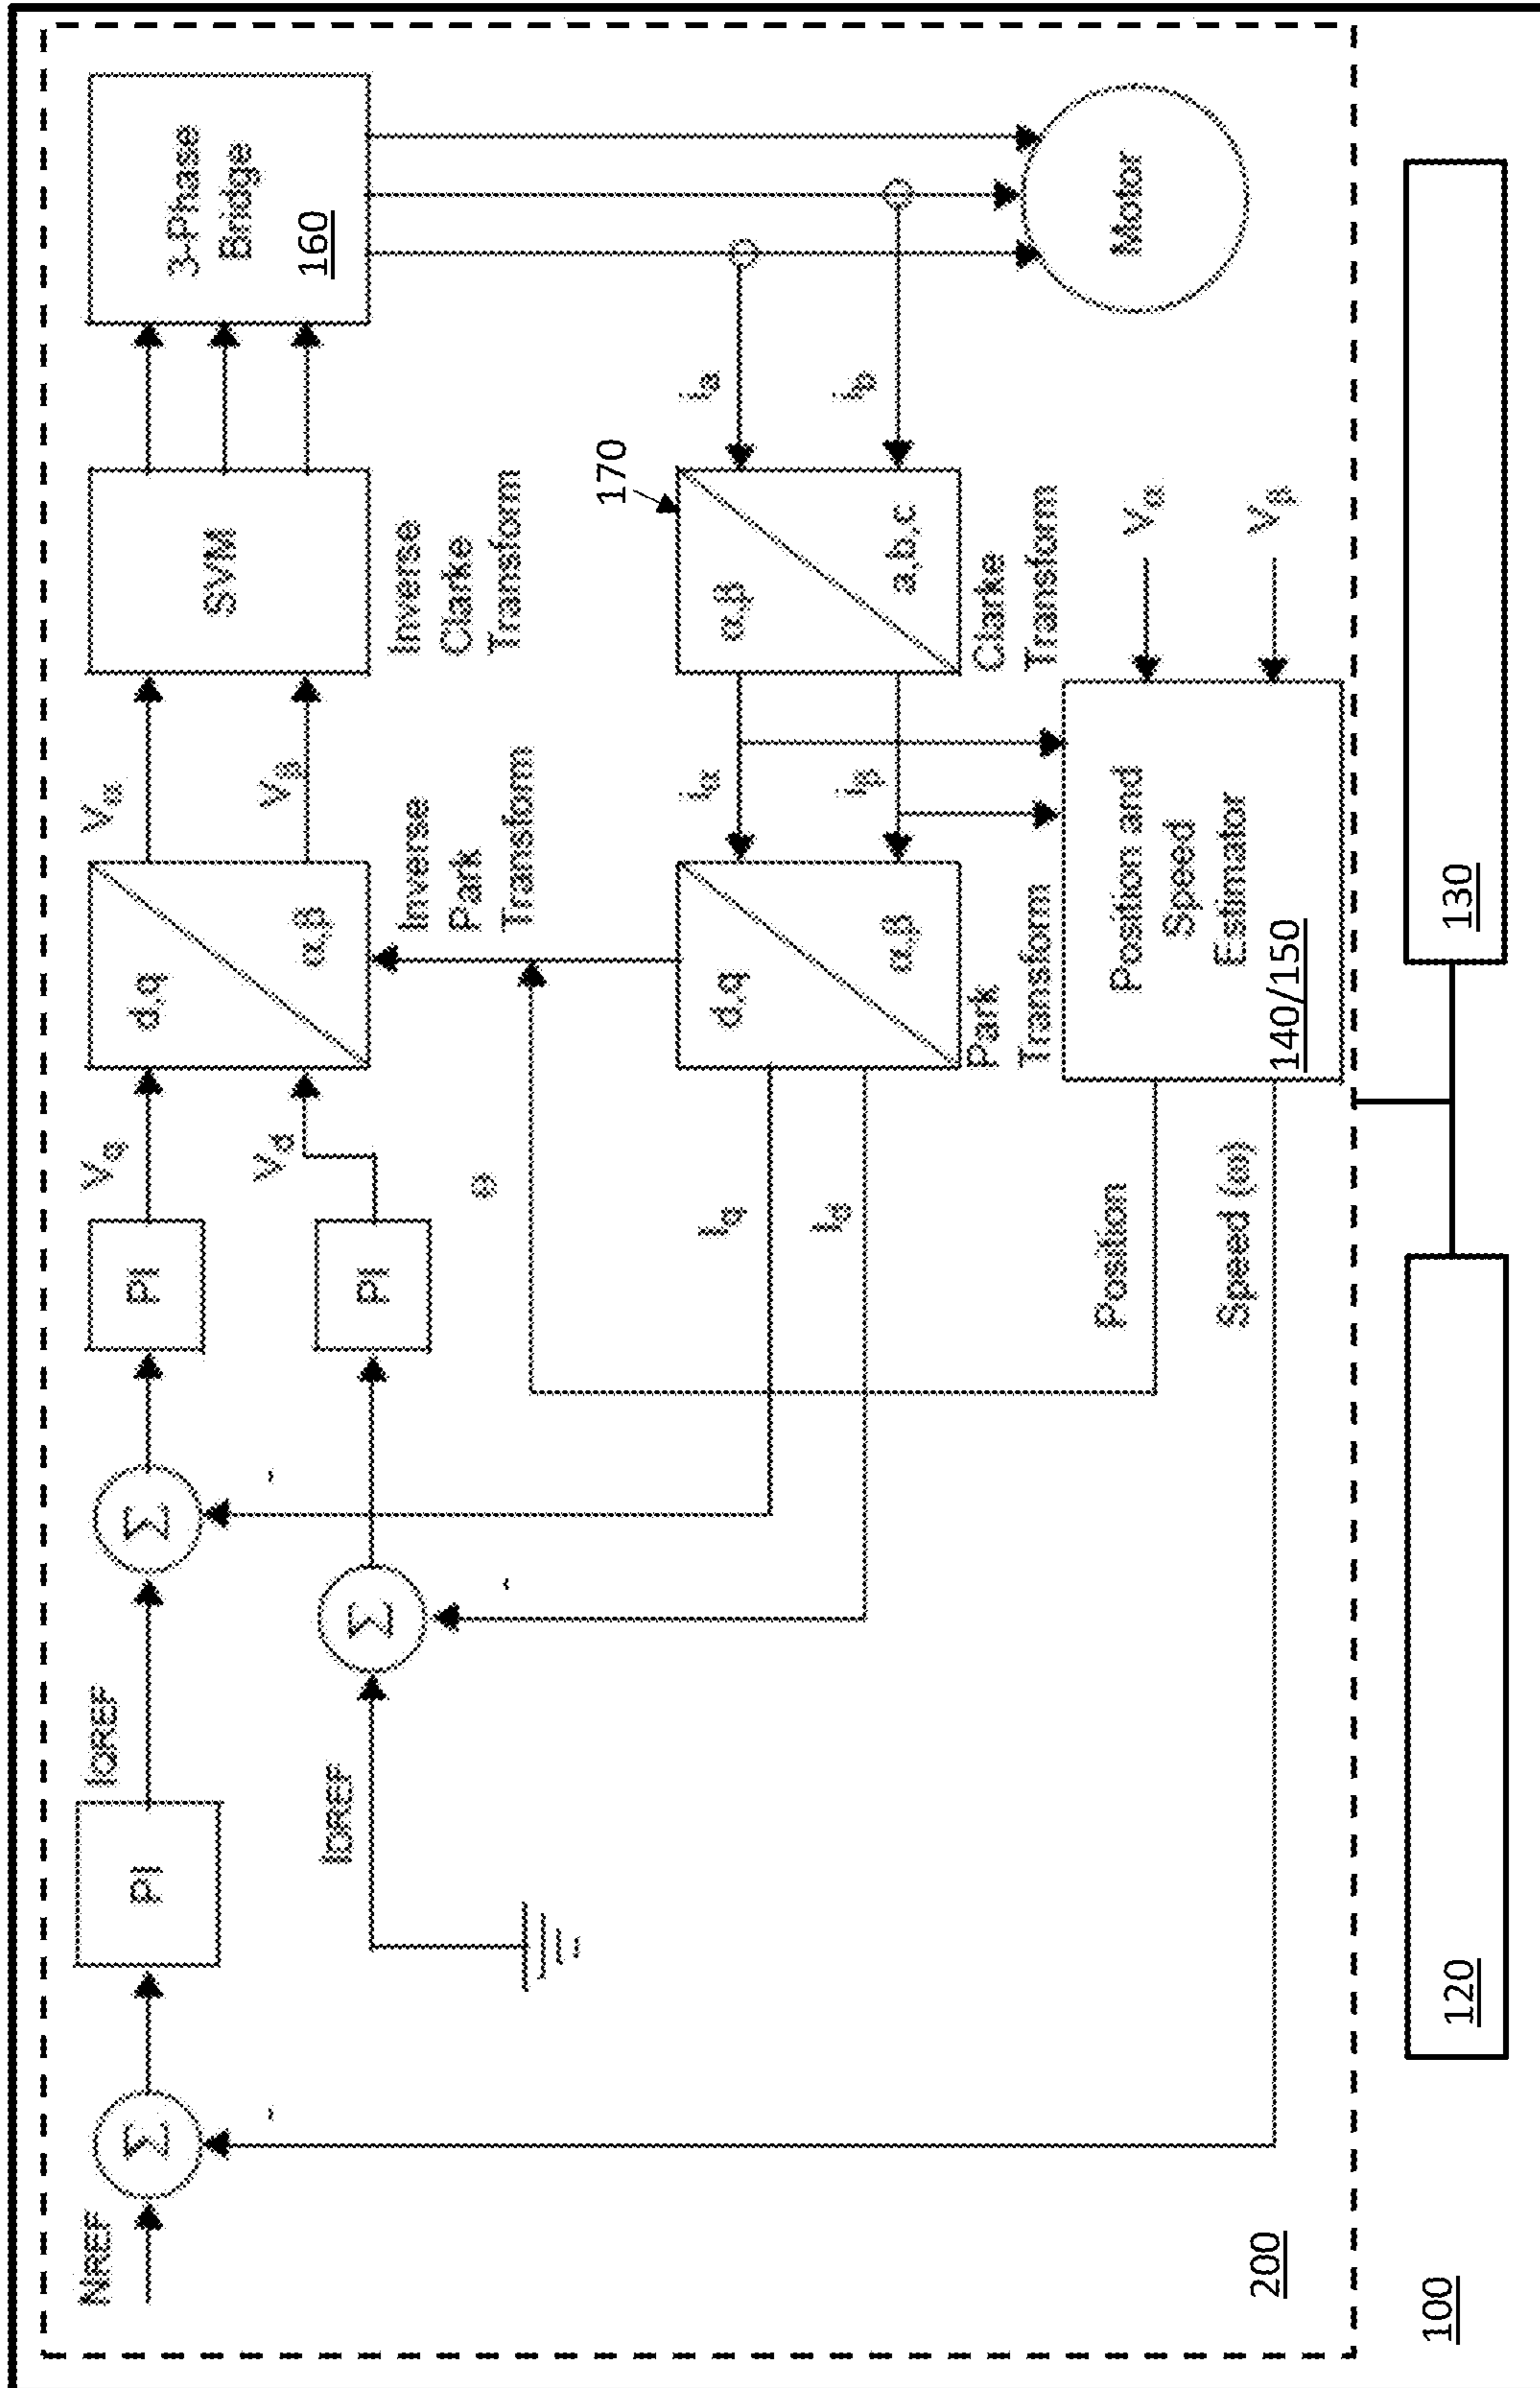 NREF
Σ
-
PI
IQREF
Σ
-
PI
Vq
d,q
α,β
Vα
Vβ
SVM
3-Phase
Bridge
160
IDREF
Σ
-
PI
Vd
Inverse
Park
Transform
Inverse
Clarke
Transform
Θ
Iq
Id
d,q
α,β
Park
Transform
iα
iβ
170
α,β
a,b,c
Clarke
Transform
ia
ib
Motor
Position
Speed (ω)
Position and
Speed
Estimator
140/150
Vα
Vβ
200
100
120
130